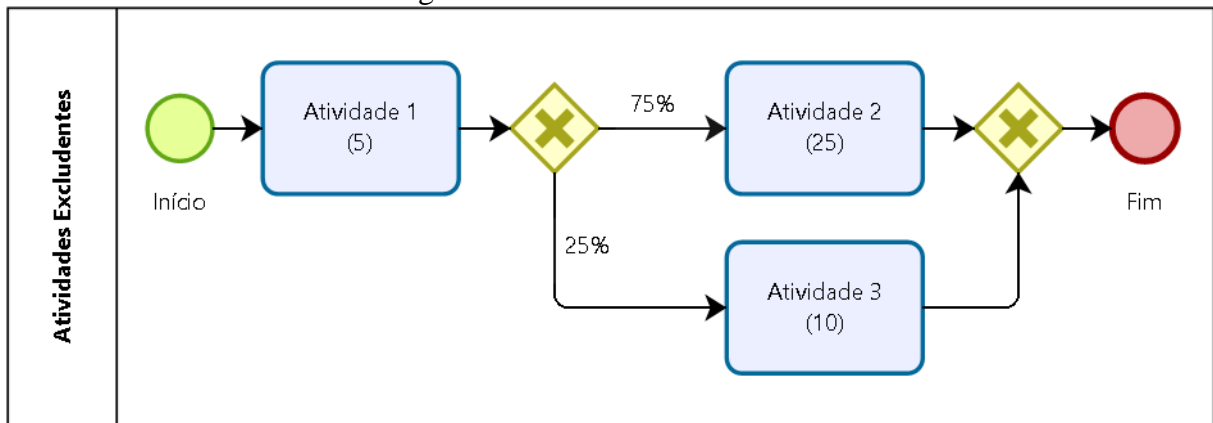 Atividades Excludentes
Início
Atividade 1
(5)
75%
25%
Atividade 2
(25)
Atividade 3
(10)
Fim